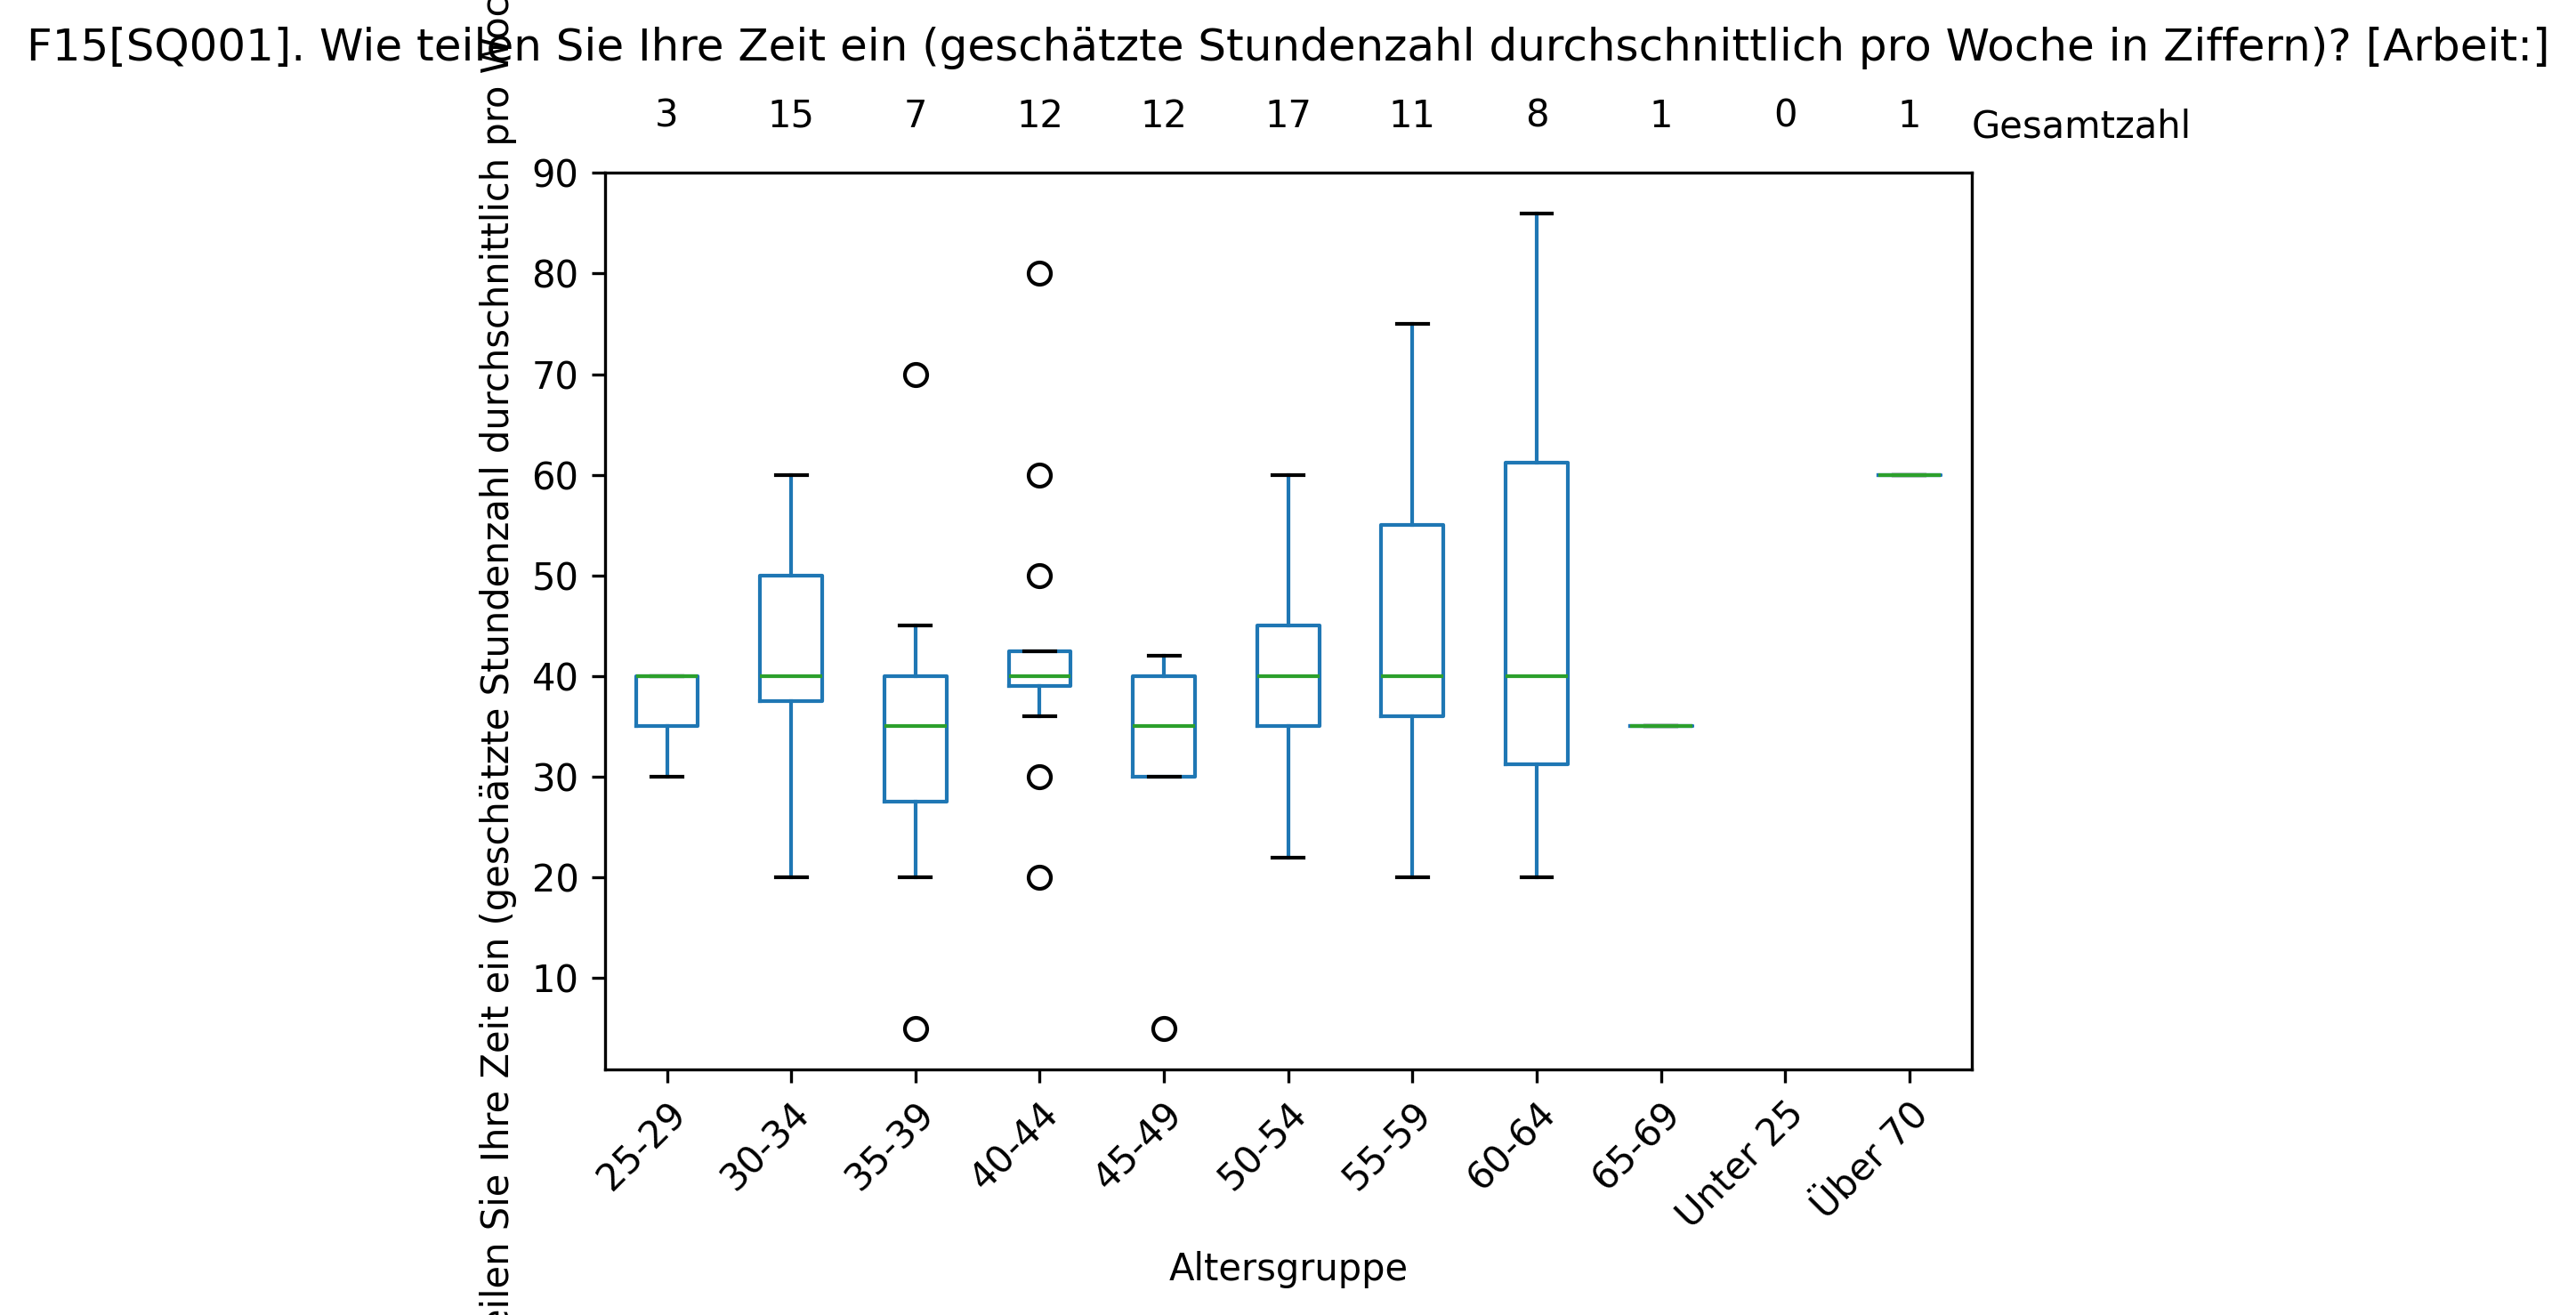 F15[SQ001]. Wie teilen Sie Ihre Zeit ein (geschätzte Stundenzahl durchschnittlich pro Woche in Ziffern)? [Arbeit:]
3 15 7 12 12 17 11 8 1 0 1 Gesamtzahl
90
80
70
60
50
40
30
20
10
eilen Sie Ihre Zeit ein (geschätzte Stundenzahl durchschnittlich pro Woc
25-29 30-34 35-39 40-44 45-49 50-54 55-59 60-64 65-69 Unter 25 Über 70
Altersgruppe